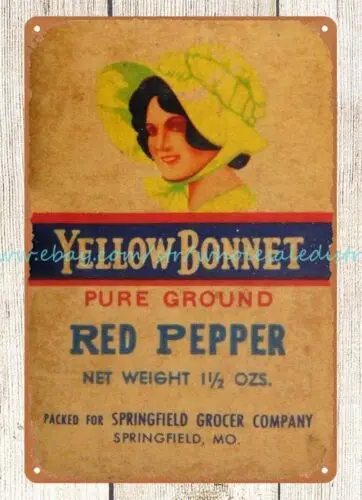 YELLOW BONNET
PURE GROUND
RED PEPPER
NET WEIGHT 1½ OZS.
PACKED FOR SPRINGFIELD GROCER COMPANY
SPRINGFIELD, MO.